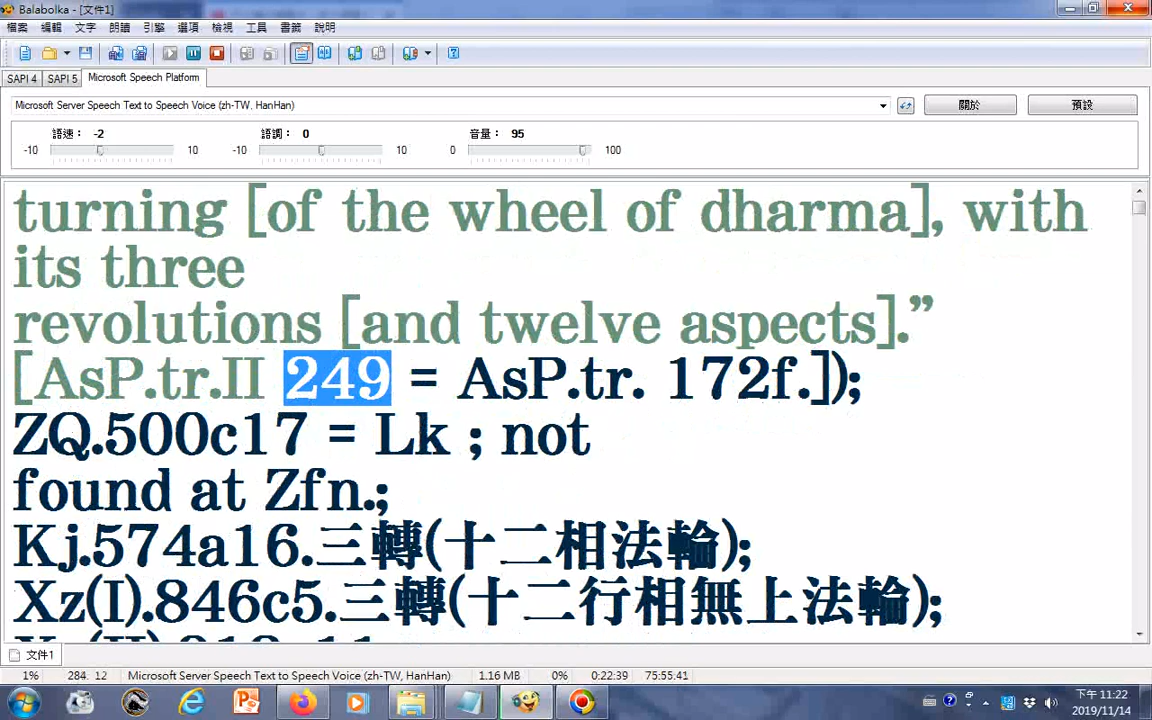 Balabolka - [文件1]
檔案 編輯 文字 朗讀 引擎 選項 檢視 工具 書籤 說明
SAPI 4 SAPI 5 Microsoft Speech Platform
Microsoft Server Speech Text to Speech Voice (zh-TW, HanHan) 關於 預設
語速： -2 語調： 0 音量： 95
-10 10 -10 10 0 100
turning [of the wheel of dharma], with
its three
revolutions [and twelve aspects].”
[AsP.tr.II 249 = AsP.tr. 172f.]);
ZQ.500c17 = Lk ; not
found at Zfn.;
Kj.574a16.三轉(十二相法輪);
Xz(I).846c5.三轉(十二行相無上法輪);
文件1
1% 284. 12 Microsoft Server Speech Text to Speech Voice (zh-TW, HanHan) 1.16 MB 0% 0:22:39 75:55:41
下午 11:22
2019/11/14